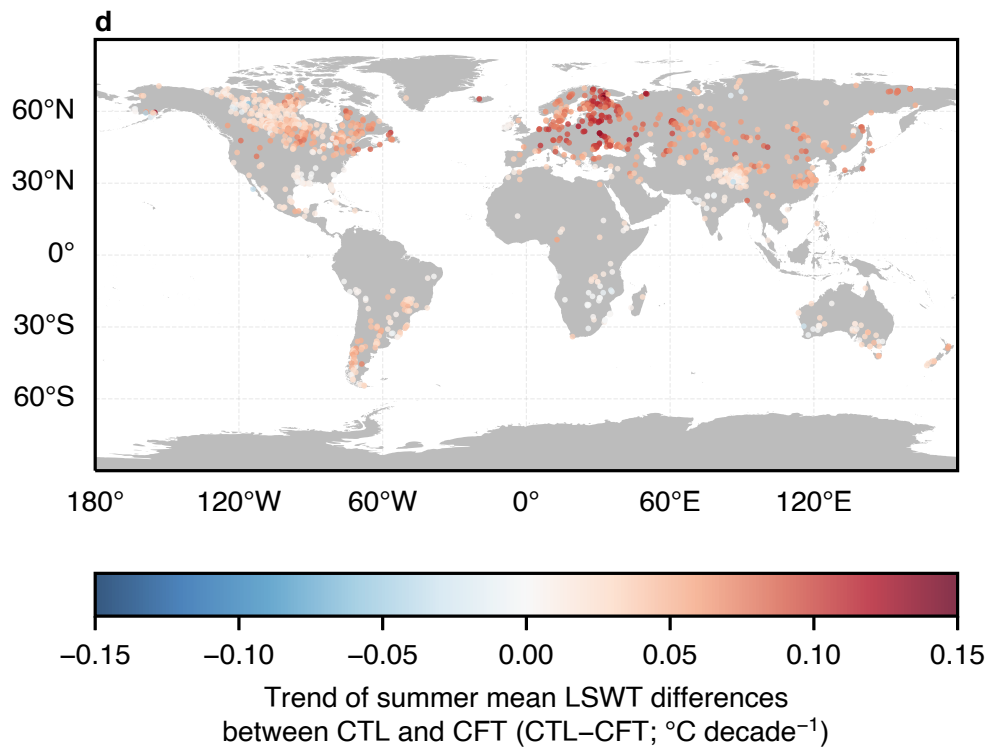 d
60°N
30°N
0°
30°S
60°S
180° 120°W 60°W 0° 60°E 120°E
−0.15 −0.10 −0.05 0.00 0.05 0.10 0.15
Trend of summer mean LSWT differences
between CTL and CFT (CTL−CFT; °C decade⁻¹)